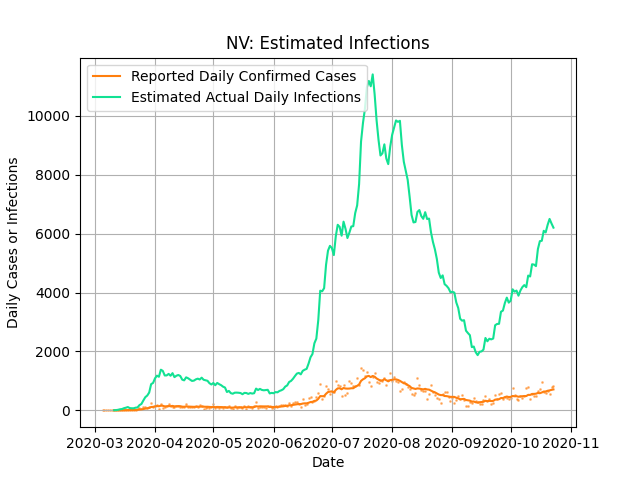 NV: Estimated Infections
Reported Daily Confirmed Cases
Estimated Actual Daily Infections
Daily Cases or Infections
10000
8000
6000
4000
2000
0
2020-03 2020-04 2020-05 2020-06 2020-07 2020-08 2020-09 2020-10 2020-11
Date